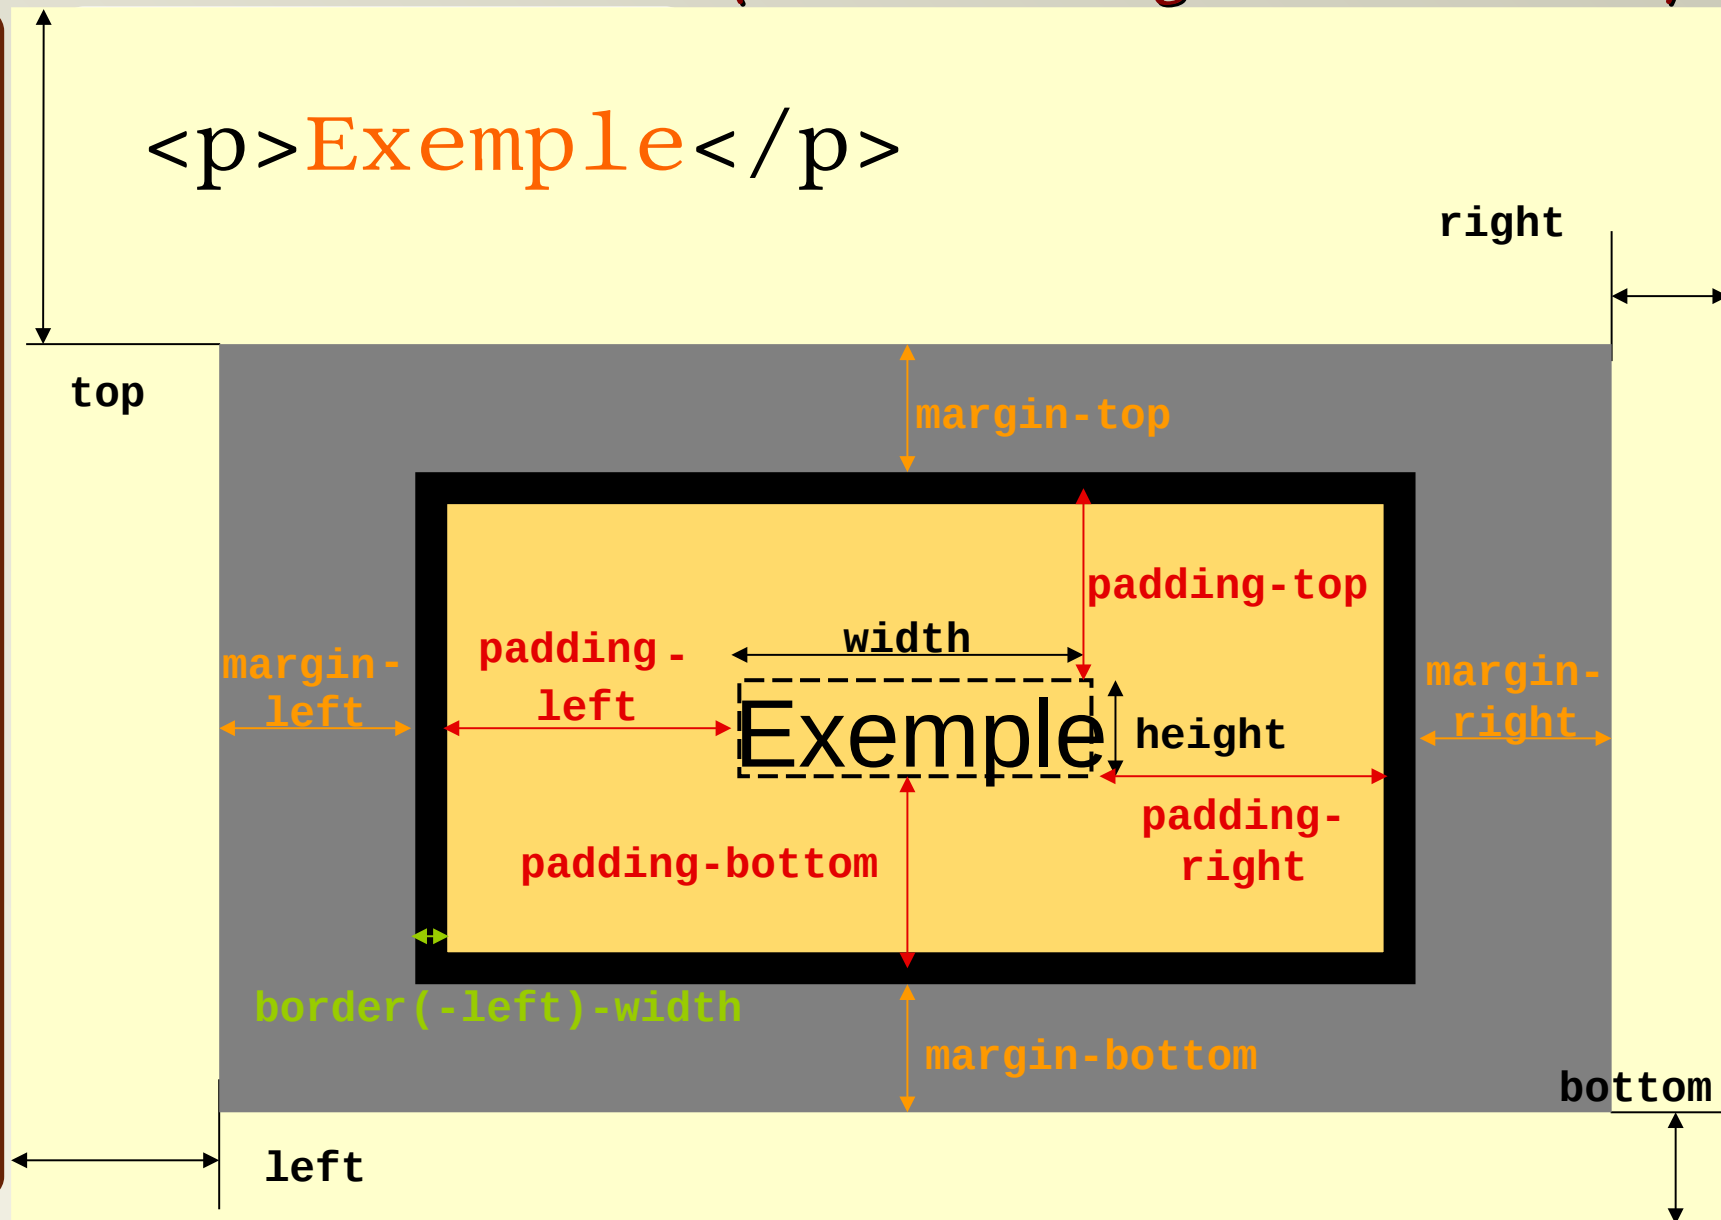 <p>Exemple</p>
right
top
margin-top
padding-top
width
padding -
left
margin-
left
margin-
right
Exemple
height
padding-
right
padding-bottom
border(-left)-width
margin-bottom
bottom
left